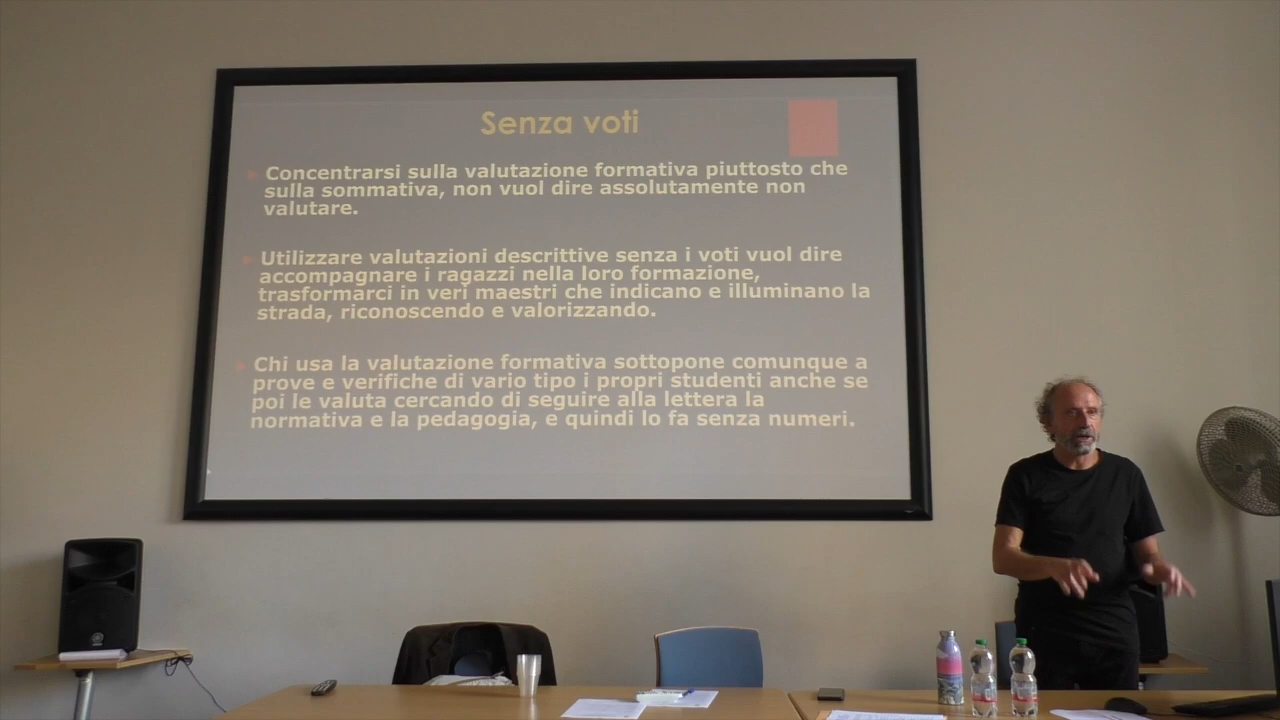 Senza voti
Concentrarsi sulla valutazione formativa piuttosto che
sulla sommativa, non vuol dire assolutamente non
valutare.
Utilizzare valutazioni descrittive senza i voti vuol dire
accompagnare i ragazzi nella loro formazione,
trasformarci in veri maestri che indicano e illuminano la
strada, riconoscendo e valorizzando.
Chi usa la valutazione formativa sottopone comunque a
prove e verifiche di vario tipo i propri studenti anche se
poi le valuta cercando di seguire alla lettera la
normativa e la pedagogia, e quindi lo fa senza numeri.